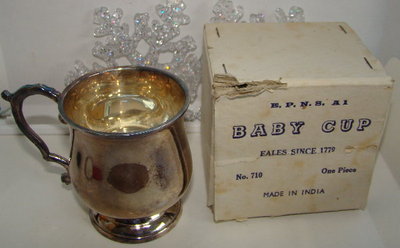 E.P.N.S. A1
BABY CUP
EALES SINCE 1779
No. 710 One Piece
MADE IN INDIA